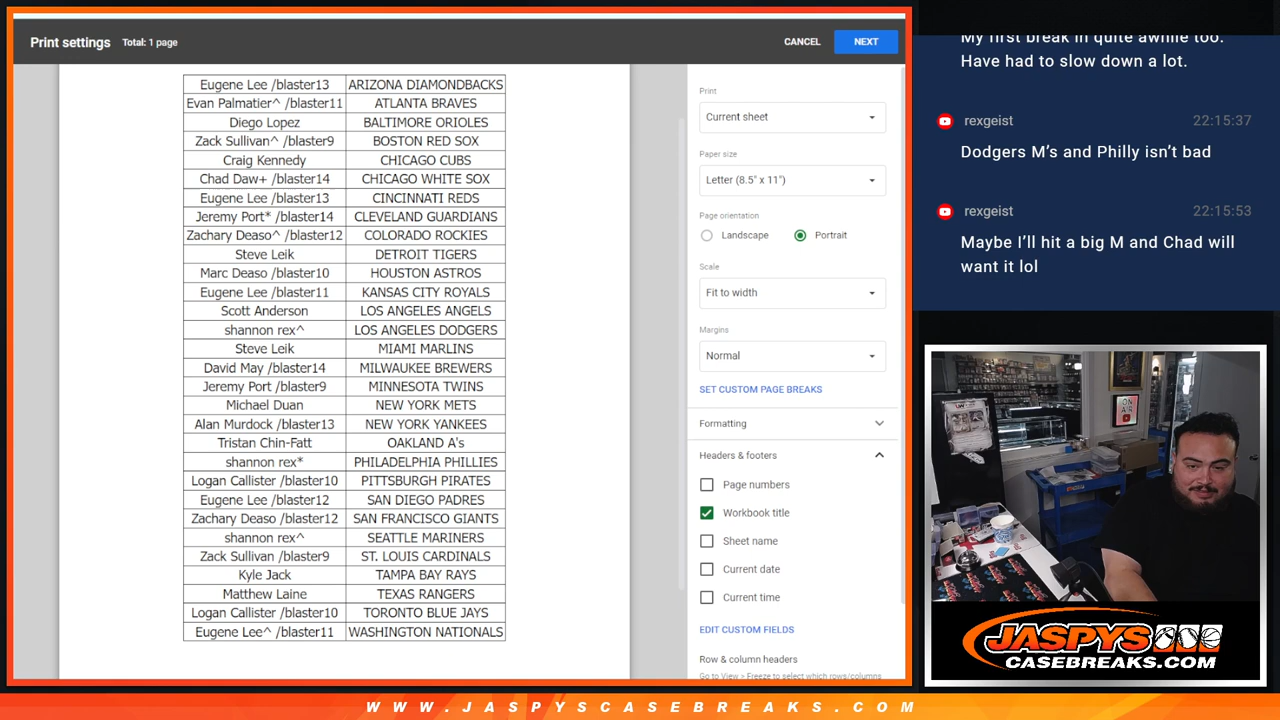 Print settings Total: 1 page CANCEL NEXT
Eugene Lee /blaster13 ARIZONA DIAMONDBACKS
Evan Palmatier^ /blaster11 ATLANTA BRAVES
Diego Lopez BALTIMORE ORIOLES
Zack Sullivan^ /blaster9 BOSTON RED SOX
Craig Kennedy CHICAGO CUBS
Chad Daw+ /blaster14 CHICAGO WHITE SOX
Eugene Lee /blaster13 CINCINNATI REDS
Jeremy Port* /blaster14 CLEVELAND GUARDIANS
Zachary Deaso^ /blaster12 COLORADO ROCKIES
Steve Leik DETROIT TIGERS
Marc Deaso /blaster10 HOUSTON ASTROS
Eugene Lee /blaster11 KANSAS CITY ROYALS
Scott Anderson LOS ANGELES ANGELS
shannon rex^ LOS ANGELES DODGERS
Steve Leik MIAMI MARLINS
David May /blaster14 MILWAUKEE BREWERS
Jeremy Port /blaster9 MINNESOTA TWINS
Michael Duan NEW YORK METS
Alan Murdock /blaster13 NEW YORK YANKEES
Tristan Chin-Fatt OAKLAND A's
shannon rex* PHILADELPHIA PHILLIES
Logan Callister /blaster10 PITTSBURGH PIRATES
Eugene Lee /blaster12 SAN DIEGO PADRES
Zachary Deaso /blaster12 SAN FRANCISCO GIANTS
shannon rex^ SEATTLE MARINERS
Zack Sullivan /blaster9 ST. LOUIS CARDINALS
Kyle Jack TAMPA BAY RAYS
Matthew Laine TEXAS RANGERS
Logan Callister /blaster10 TORONTO BLUE JAYS
Eugene Lee^ /blaster11 WASHINGTON NATIONALS
Print
Current sheet
Paper size
Letter (8.5" x 11")
Page orientation
Landscape Portrait
Scale
Fit to width
Margins
Normal
SET CUSTOM PAGE BREAKS
Formatting
Headers & footers
Page numbers
Workbook title
Sheet name
Current date
Current time
EDIT CUSTOM FIELDS
Row & column headers
Go to View > Freeze to select which rows/columns
My first break in quite awhile too.
Have had to slow down a lot.
rexgeist 22:15:37
Dodgers M's and Philly isn't bad
rexgeist 22:15:53
Maybe I'll hit a big M and Chad will
want it lol
ON
AIR
JASPYS
CASEBREAKS.COM
WWW.JASPYSCASEBREAKS.COM